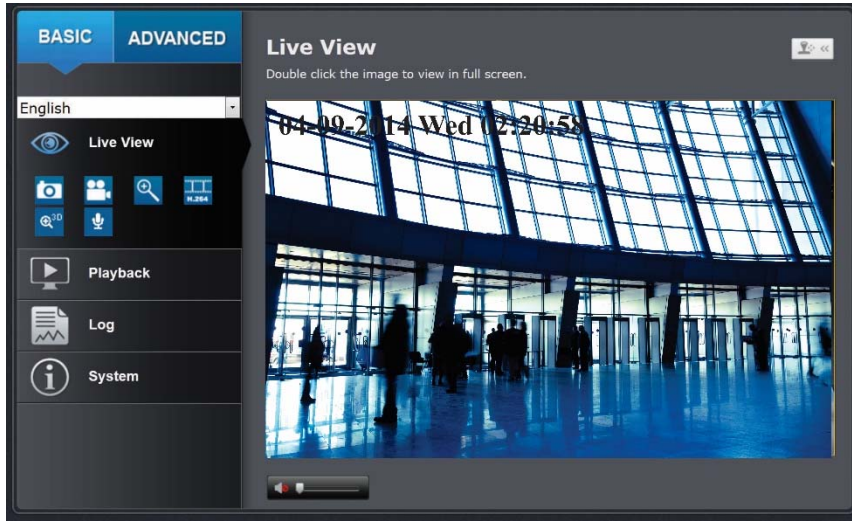 BASIC
ADVANCED
English
Live View
H.264
3D
Playback
Log
System
Live View
Double click the image to view in full screen.
04-09-2014 Wed 02:20:58